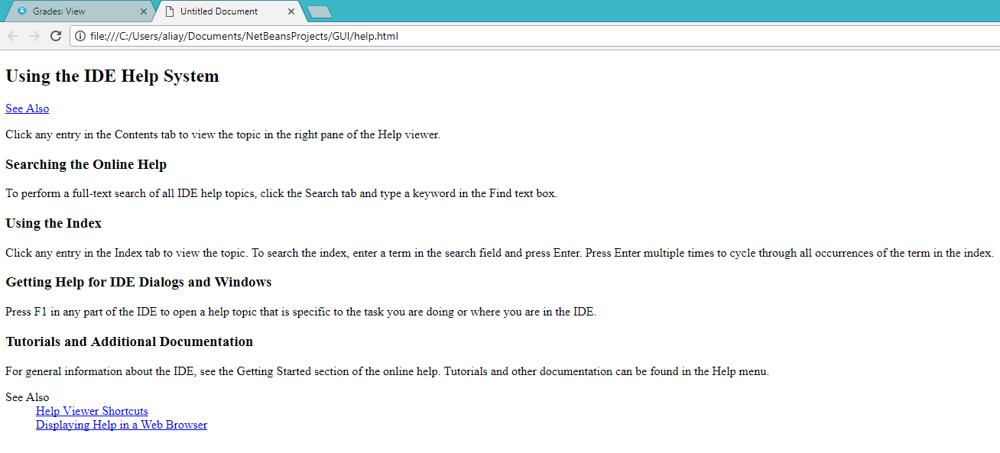 Grades: View
Untitled Document
file:///C:/Users/aliay/Documents/NetBeansProjects/GUI/help.html
Using the IDE Help System
See Also
Click any entry in the Contents tab to view the topic in the right pane of the Help viewer.
Searching the Online Help
To perform a full-text search of all IDE help topics, click the Search tab and type a keyword in the Find text box.
Using the Index
Click any entry in the Index tab to view the topic. To search the index, enter a term in the search field and press Enter. Press Enter multiple times to cycle through all occurrences of the term in the index.
Getting Help for IDE Dialogs and Windows
Press F1 in any part of the IDE to open a help topic that is specific to the task you are doing or where you are in the IDE.
Tutorials and Additional Documentation
For general information about the IDE, see the Getting Started section of the online help. Tutorials and other documentation can be found in the Help menu.
See Also
Help Viewer Shortcuts
Displaying Help in a Web Browser